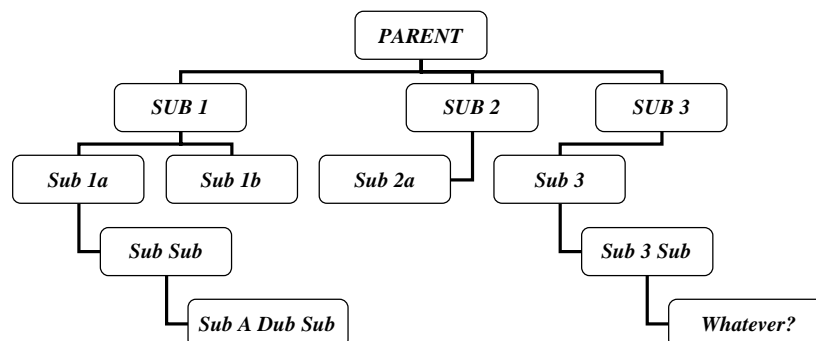 PARENT
SUB 1
SUB 2
SUB 3
Sub 1a
Sub 1b
Sub 2a
Sub 3
Sub Sub
Sub 3 Sub
Sub A Dub Sub
Whatever?